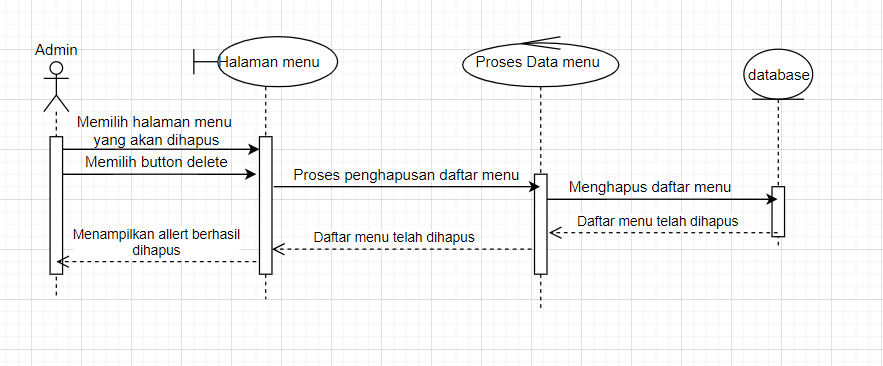 Admin
Halaman menu
Proses Data menu
database
Memilih halaman menu
yang akan dihapus
Memilih button delete
Proses penghapusan daftar menu
Menghapus daftar menu
Daftar menu telah dihapus
Daftar menu telah dihapus
Menampilkan allert berhasil
dihapus